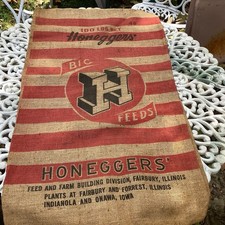 100 LBS. NET
Honeggers'
BIG
H
FEEDS
HONEGGERS'
FEED AND FARM BUILDING DIVISION, FAIRBURY, ILLINOIS
PLANTS AT FAIRBURY AND FORREST, ILLINOIS
INDIANOLA AND ONAWA, IOWA